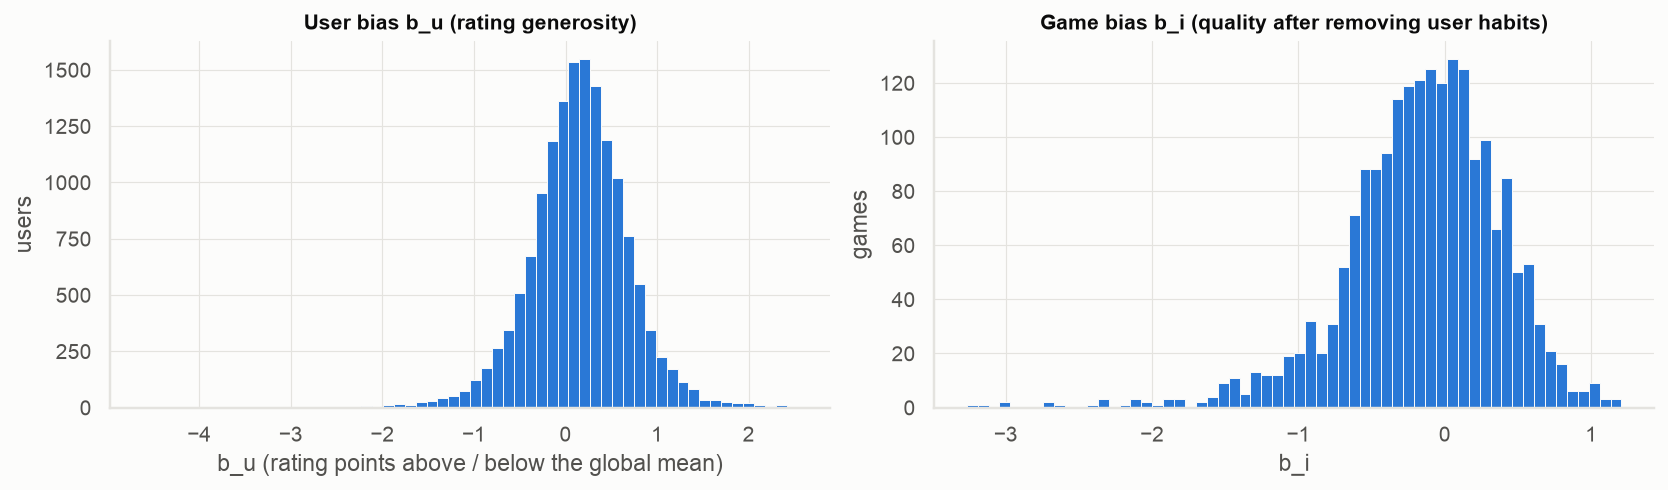 User bias b_u (rating generosity)
1500
1250
1000
750
500
250
0
users
−4 −3 −2 −1 0 1 2
b_u (rating points above / below the global mean)
Game bias b_i (quality after removing user habits)
120
100
80
60
40
20
0
games
−3 −2 −1 0 1
b_i